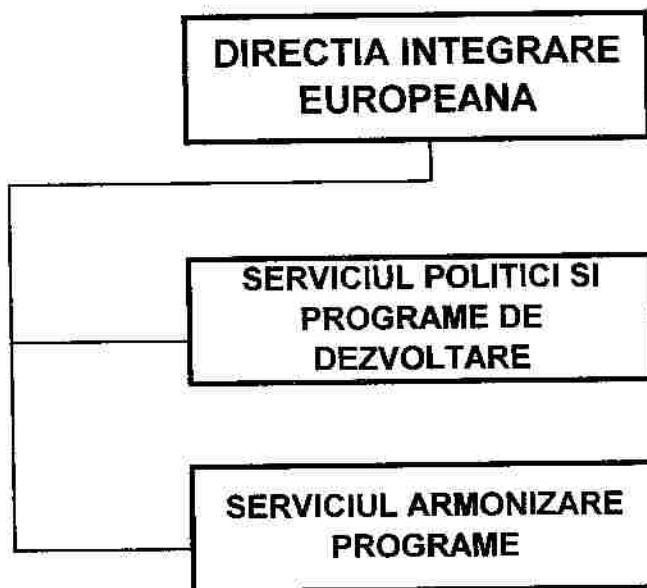 DIRECTIA INTEGRARE
EUROPEANA
SERVICIUL POLITICI SI
PROGRAME DE
DEZVOLTARE
SERVICIUL ARMONIZARE
PROGRAME